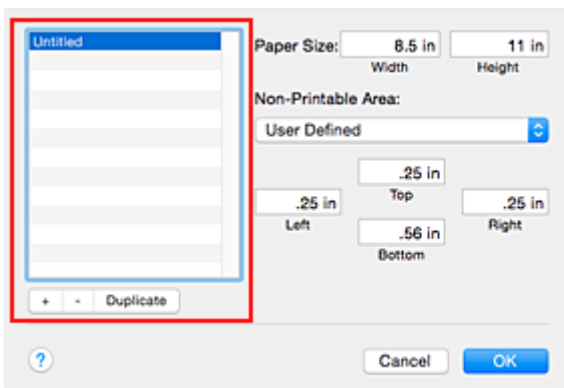 Untitled
Paper Size: 8.5 in 11 in
Width Height
Non-Printable Area:
User Defined
.25 in
Top
.25 in .25 in
Left Right
.56 in
Bottom
+ - Duplicate
? Cancel OK